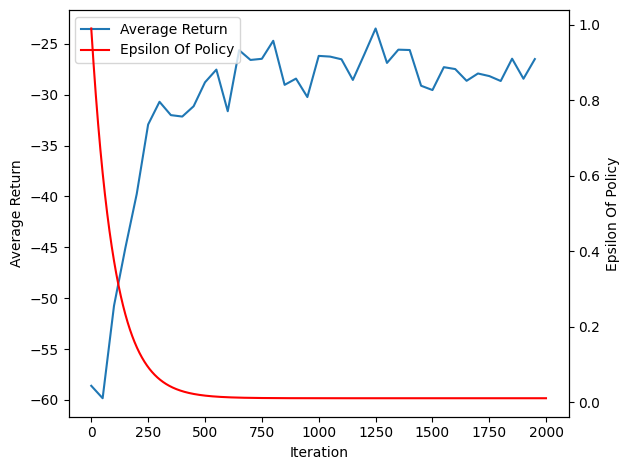 Average Return
Epsilon Of Policy
−25
−30
−35
−40
−45
−50
−55
−60
Average Return
1.0
0.8
0.6
0.4
0.2
0.0
Epsilon Of Policy
0 250 500 750 1000 1250 1500 1750 2000
Iteration